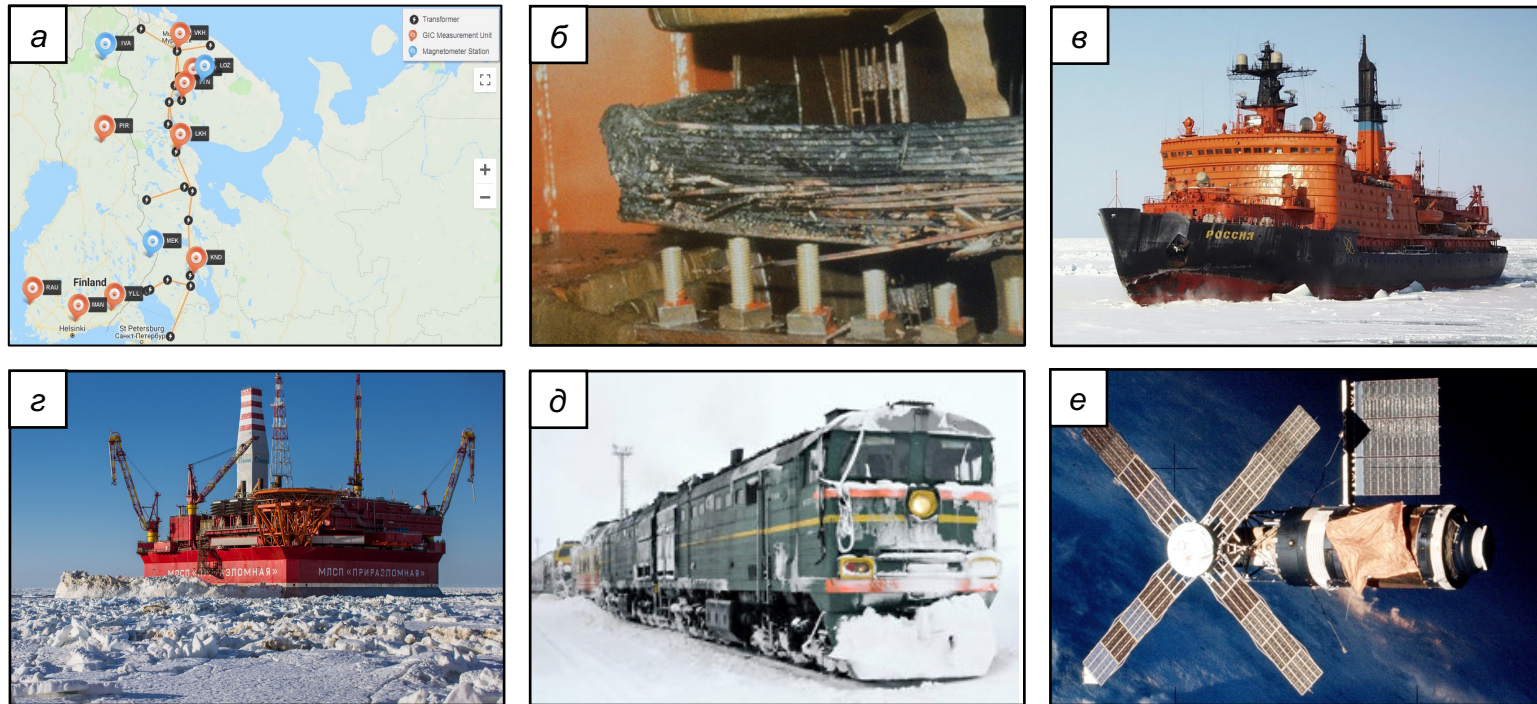 а
Transformer
GIC Measurement Unit
Magnetometer Station
VKH
IVA
LOZ
PIR
LKH
MEK
KND
Finland
RAU
YLL
MAN
Helsinki
St Petersburg
Санкт-Петербург
+
−
б
в
РОССИЯ
г
МЛСП
МЛСП «ПРИРАЗЛОМНАЯ»
д
е